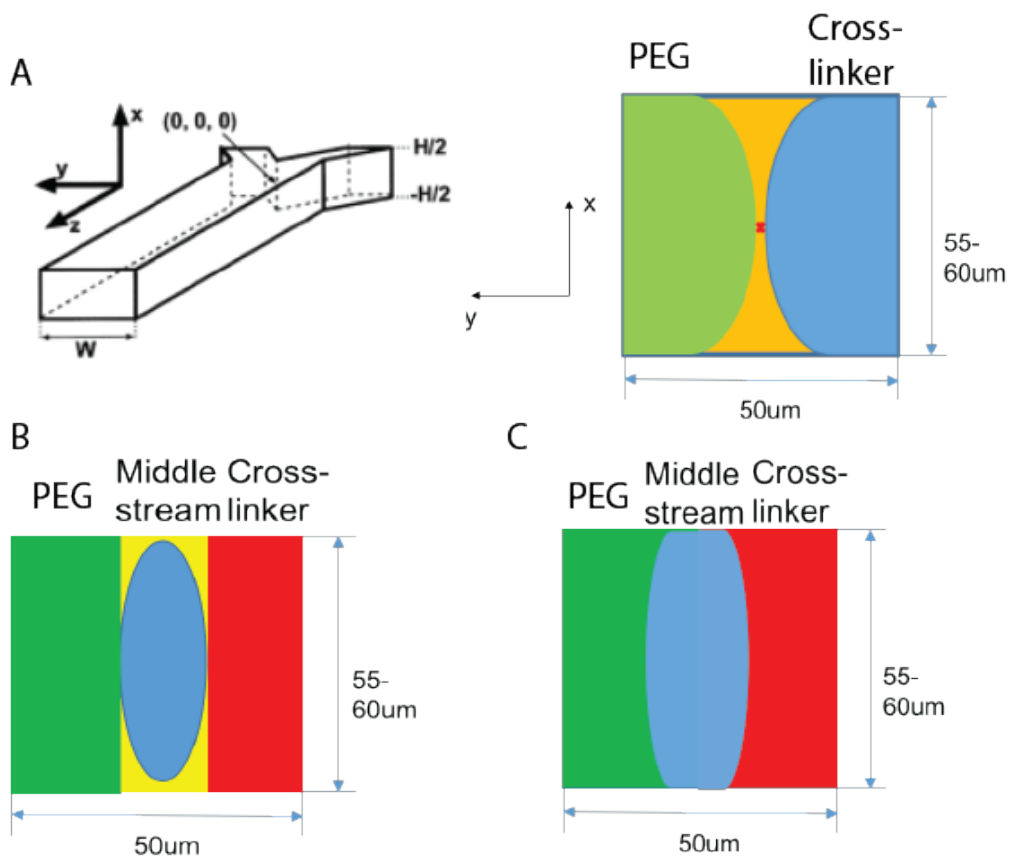 A
x
y
z
(0, 0, 0)
H/2
-H/2
W
PEG
Cross-
linker
x
y
55-
60um
50um
B
PEG
Middle Cross-
stream linker
55-
60um
50um
C
PEG
Middle Cross-
stream linker
55-
60um
50um